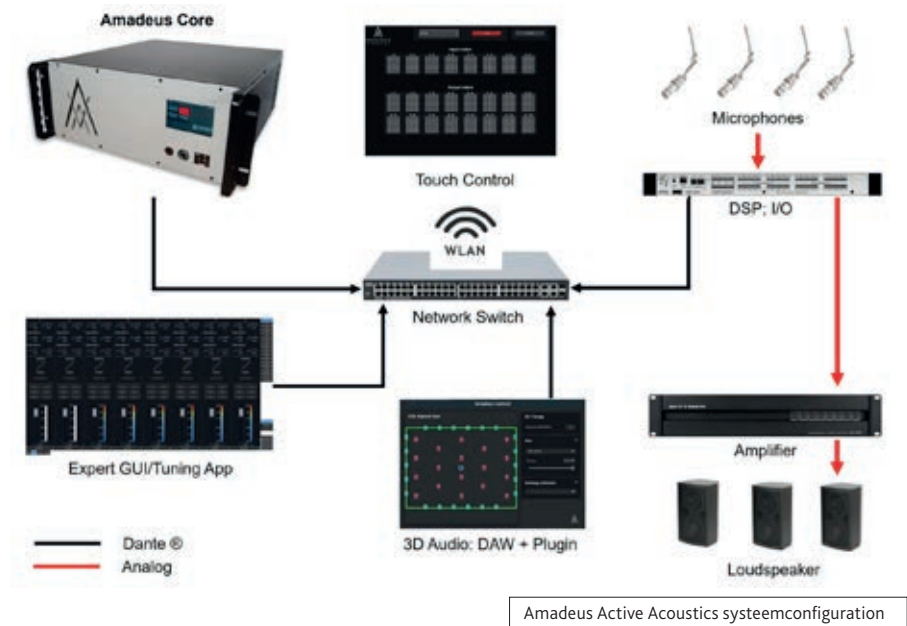 Amadeus Core
Touch Control
Microphones
DSP; I/O
WLAN
Network Switch
Expert GUI/Tuning App
3D Audio: DAW + Plugin
Amplifier
Loudspeaker
Dante ®
Analog
Amadeus Active Acoustics systeemconfiguration